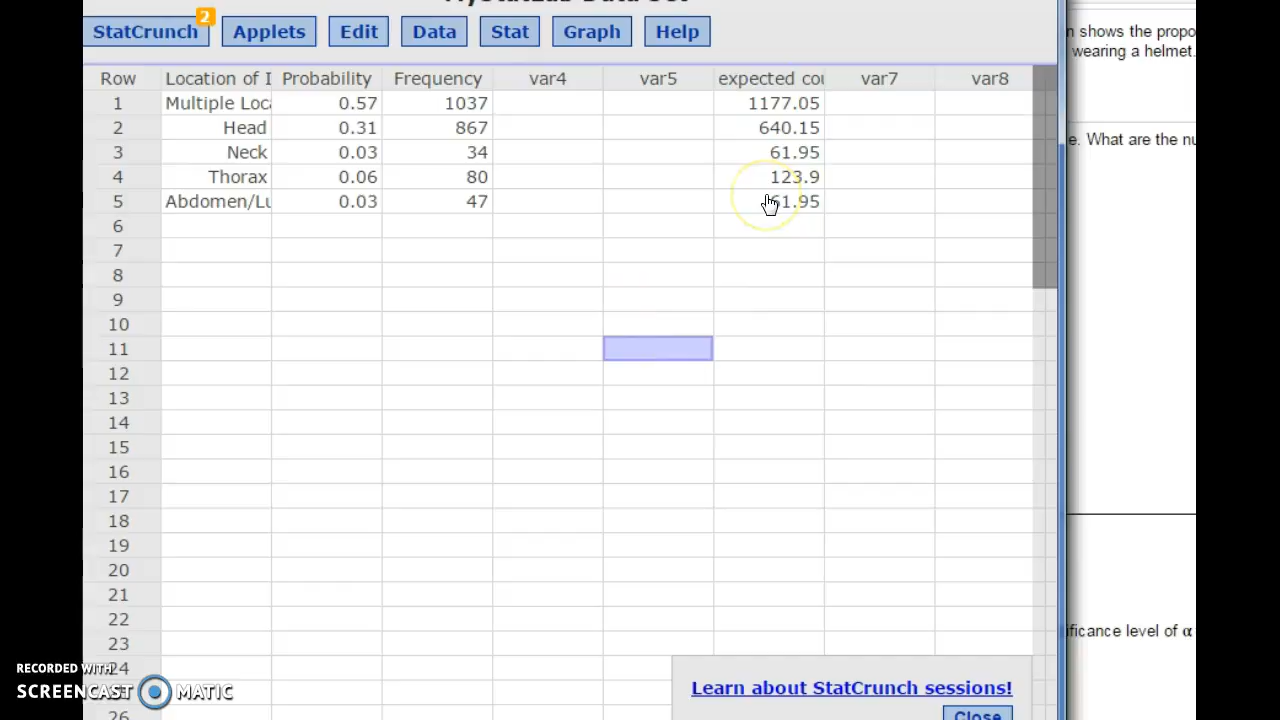 StatCrunch
2
Applets
Edit
Data
Stat
Graph
Help
n shows the propo
wearing a helmet.
Row Location of I Probability Frequency var4 var5 expected cou var7 var8
1 Multiple Loca 0.57 1037 1177.05
2 Head 0.31 867 640.15
3 Neck 0.03 34 61.95
4 Thorax 0.06 80 123.9
5 Abdomen/Lu 0.03 47 61.95
e. What are the nu
6
7
8
9
10
11
12
13
14
15
16
17
18
19
20
21
22
23
24
26
ificance level of α
Learn about StatCrunch sessions!
Close
RECORDED WITH
SCREENCAST MATIC